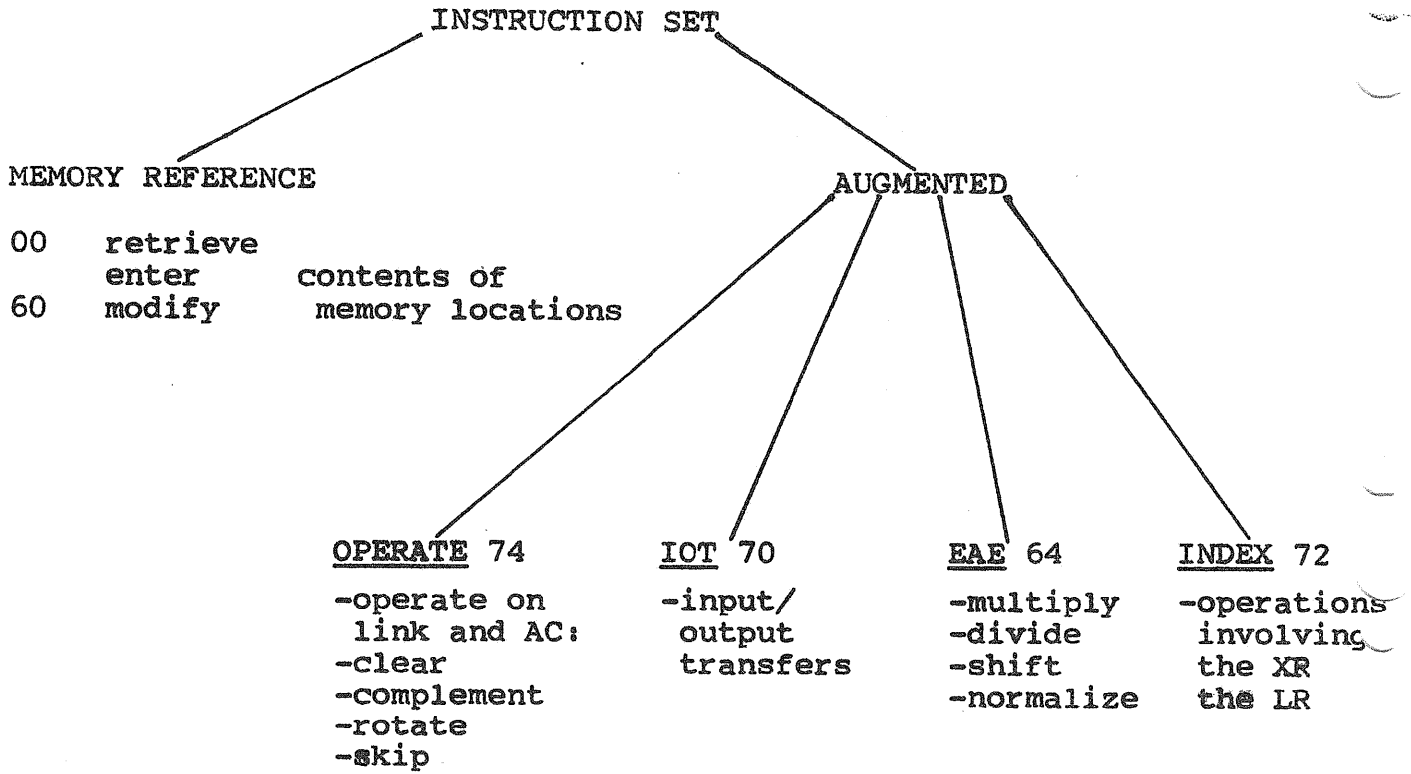 INSTRUCTION SET
MEMORY REFERENCE
00 retrieve
enter contents of
60 modify memory locations
AUGMENTED
OPERATE 74
-operate on
link and AC:
-clear
-complement
-rotate
-skip
IOT 70
-input/
output
transfers
EAE 64
-multiply
-divide
-shift
-normalize
INDEX 72
-operations
involving
the XR
the LR